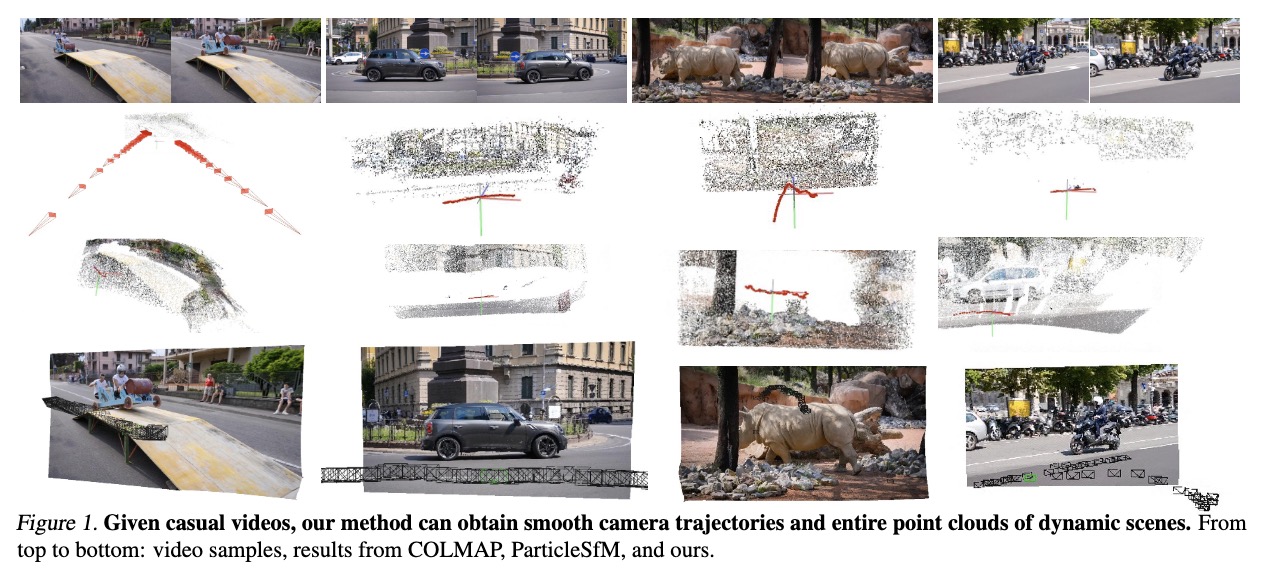 Figure 1. Given casual videos, our method can obtain smooth camera trajectories and entire point clouds of dynamic scenes. From
top to bottom: video samples, results from COLMAP, ParticleSfM, and ours.